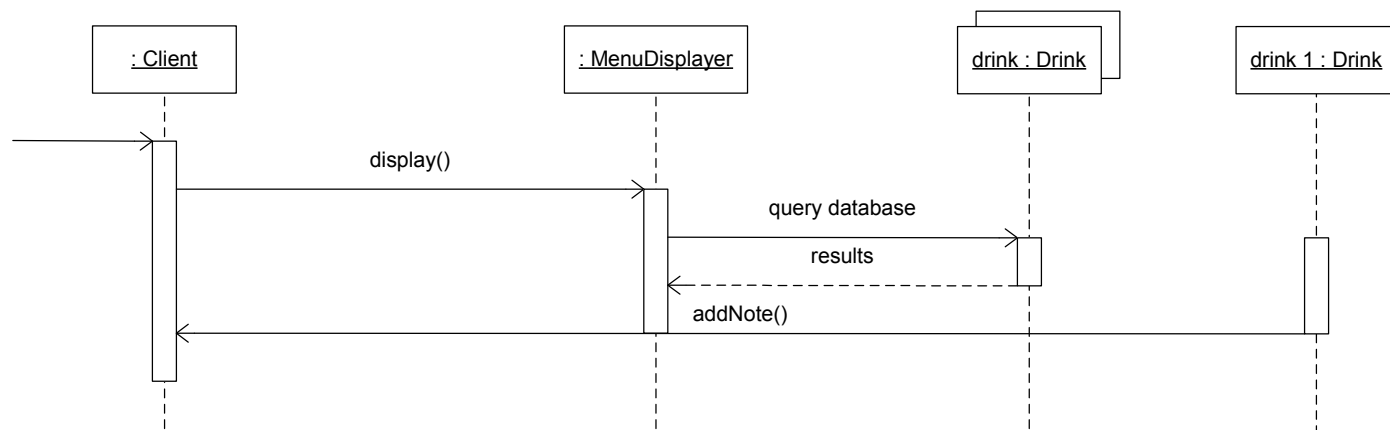 : Client
: MenuDisplayer
drink : Drink
drink 1 : Drink
display()
query database
results
addNote()